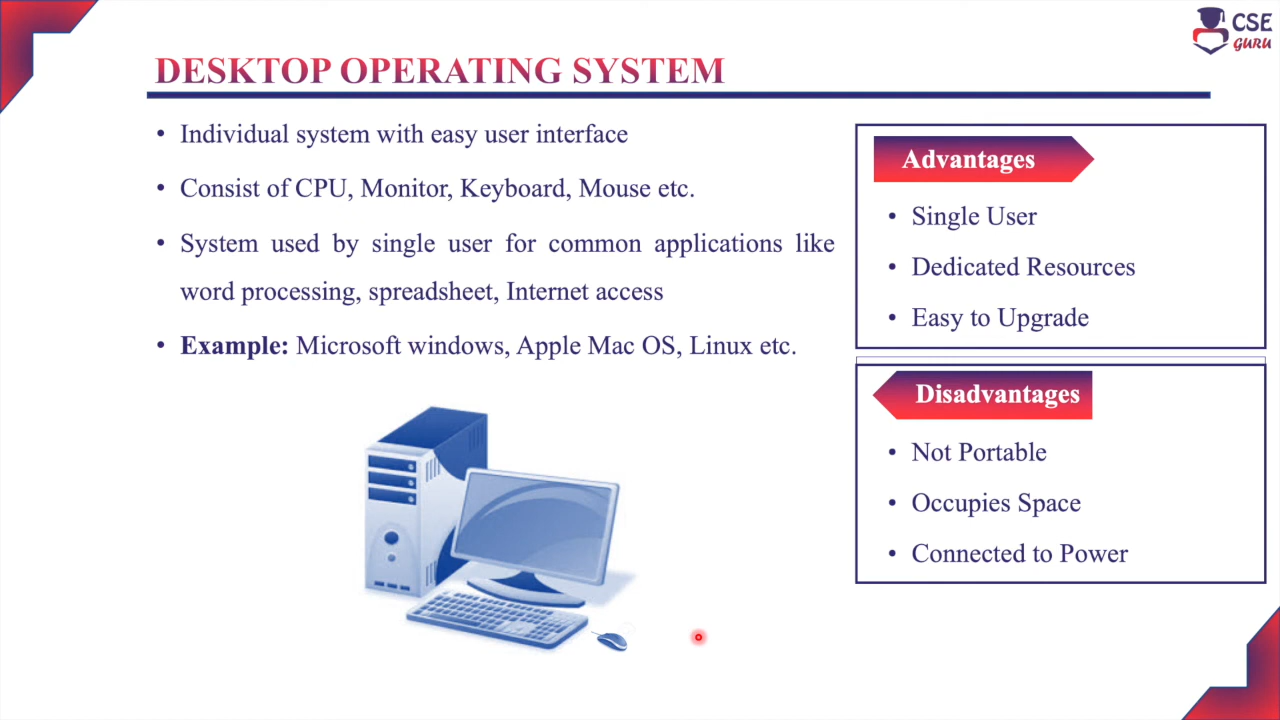 CSE
GURU
DESKTOP OPERATING SYSTEM
• Individual system with easy user interface
• Consist of CPU, Monitor, Keyboard, Mouse etc.
• System used by single user for common applications like
word processing, spreadsheet, Internet access
• Example: Microsoft windows, Apple Mac OS, Linux etc.
Advantages
• Single User
• Dedicated Resources
• Easy to Upgrade
Disadvantages
• Not Portable
• Occupies Space
• Connected to Power